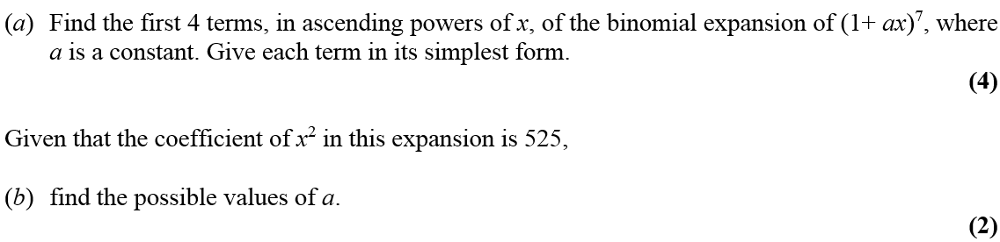 (a) Find the first 4 terms, in ascending powers of x, of the binomial expansion of (1+ ax)⁷, where
a is a constant. Give each term in its simplest form.
(4)
Given that the coefficient of x² in this expansion is 525,
(b) find the possible values of a.
(2)